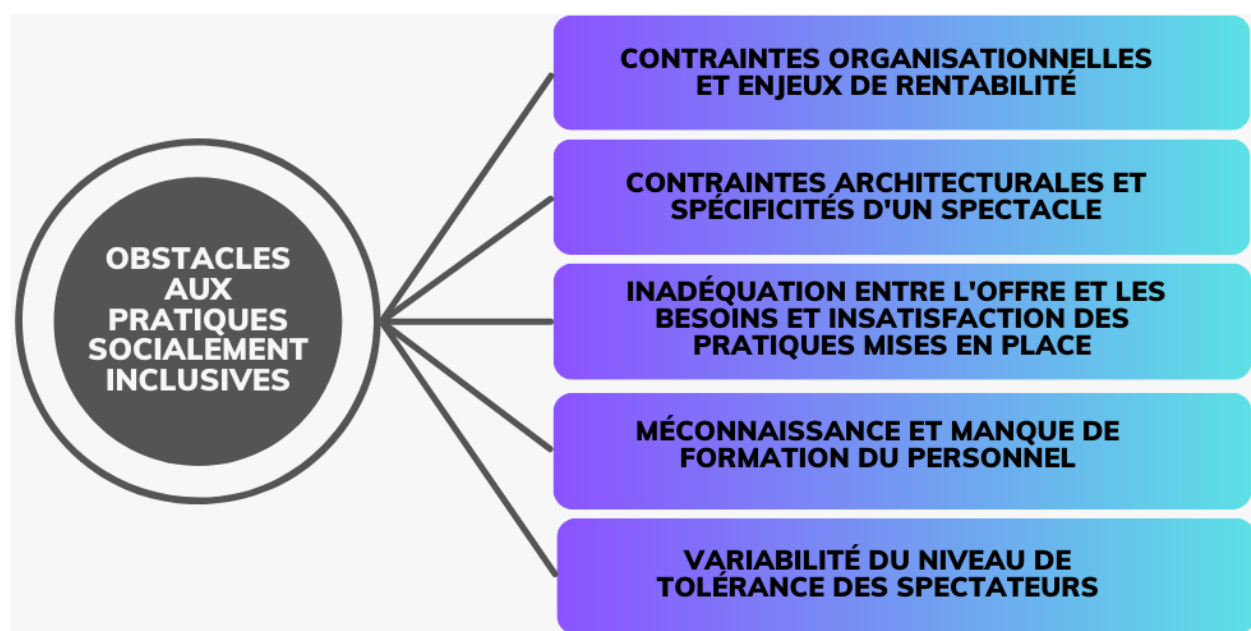 OBSTACLES
AUX
PRATIQUES
SOCIALEMENT
INCLUSIVES
CONTRAINTES ORGANISATIONNELLES
ET ENJEUX DE RENTABILITÉ
CONTRAINTES ARCHITECTURALES ET
SPÉCIFICITÉS D'UN SPECTACLE
INADÉQUATION ENTRE L'OFFRE ET LES
BESOINS ET INSATISFACTION DES
PRATIQUES MISES EN PLACE
MÉCONNAISSANCE ET MANQUE DE
FORMATION DU PERSONNEL
VARIABILITÉ DU NIVEAU DE
TOLÉRANCE DES SPECTATEURS